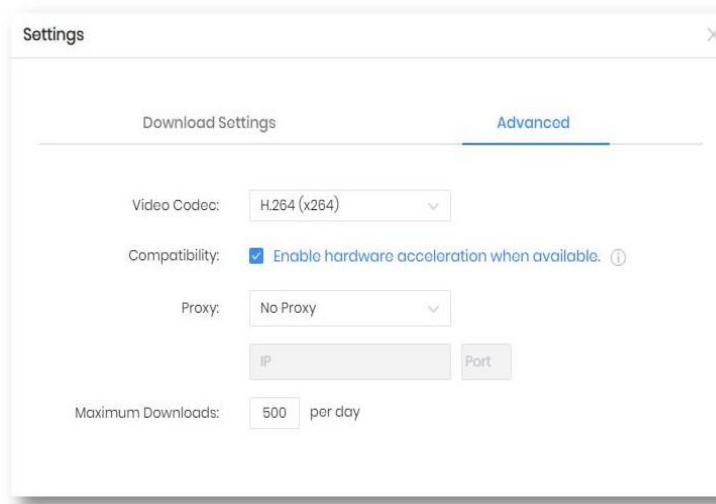 Settings
Download Settings
Advanced
Video Codec: H.264 (x264)
Compatibility: Enable hardware acceleration when available.
Proxy: No Proxy
IP Port
Maximum Downloads: 500 per day